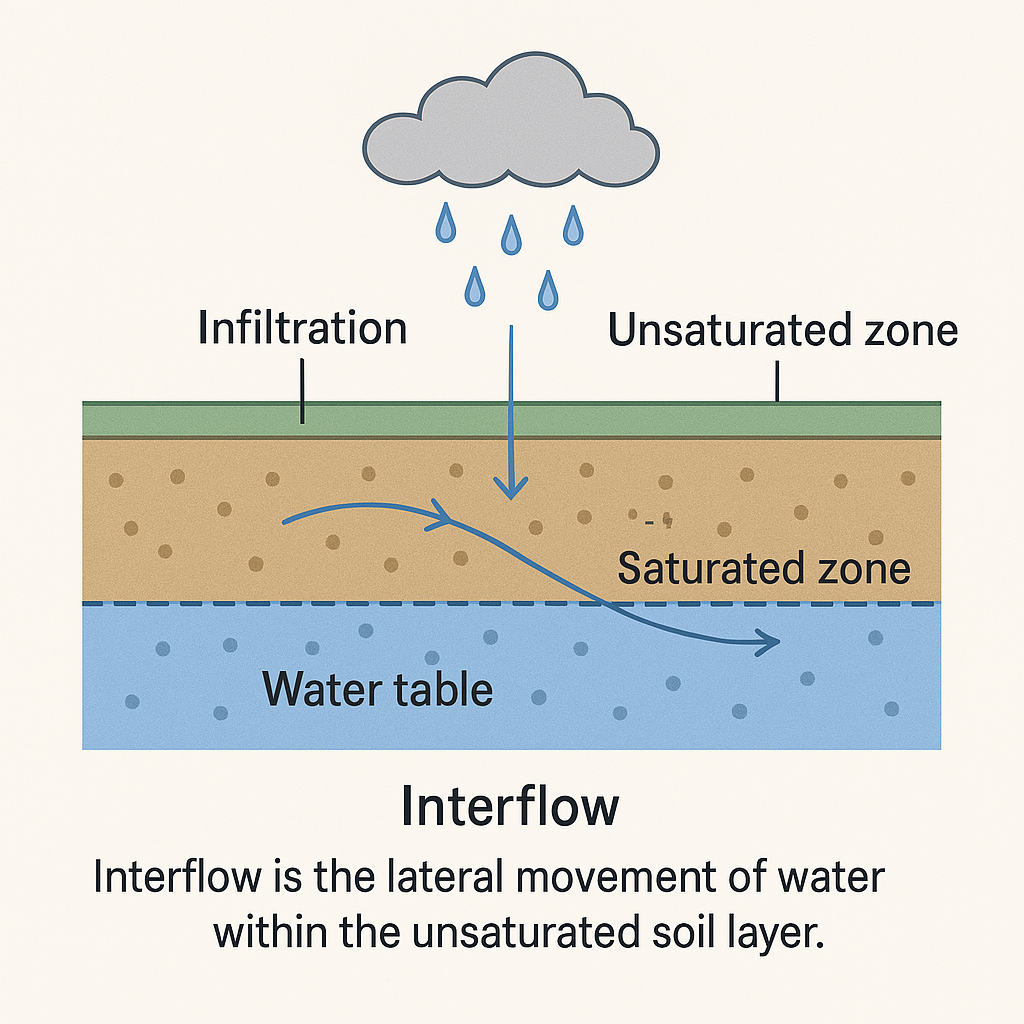 Infiltration
Unsaturated zone
Saturated zone
Water table
Interflow
Interflow is the lateral movement of water
within the unsaturated soil layer.